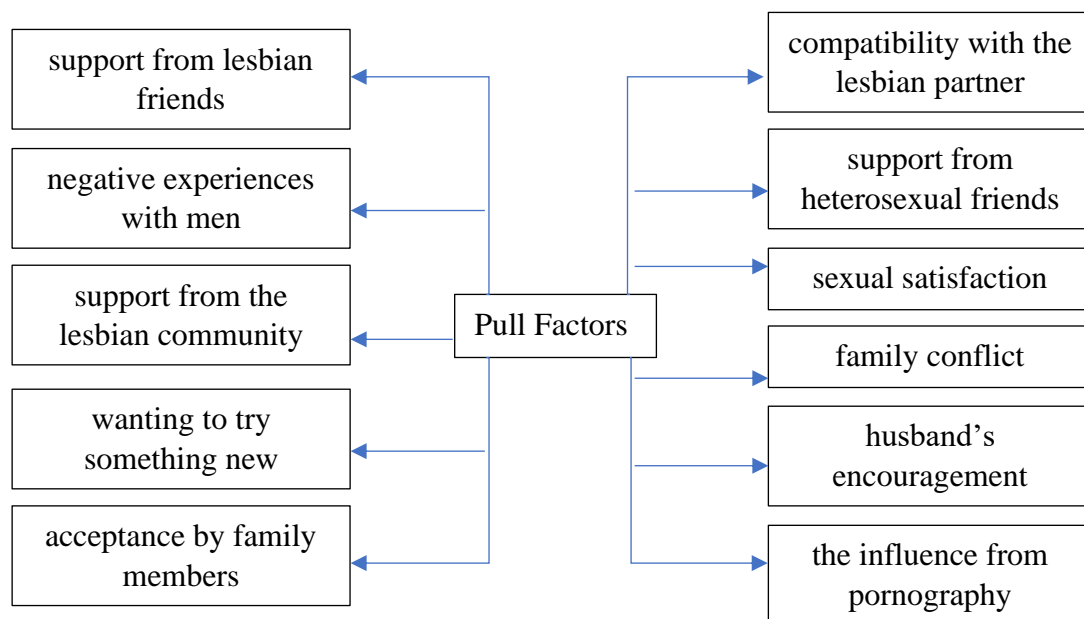 support from lesbian
friends
negative experiences
with men
support from the
lesbian community
wanting to try
something new
acceptance by family
members
Pull Factors
compatibility with the
lesbian partner
support from
heterosexual friends
sexual satisfaction
family conflict
husband’s
encouragement
the influence from
pornography